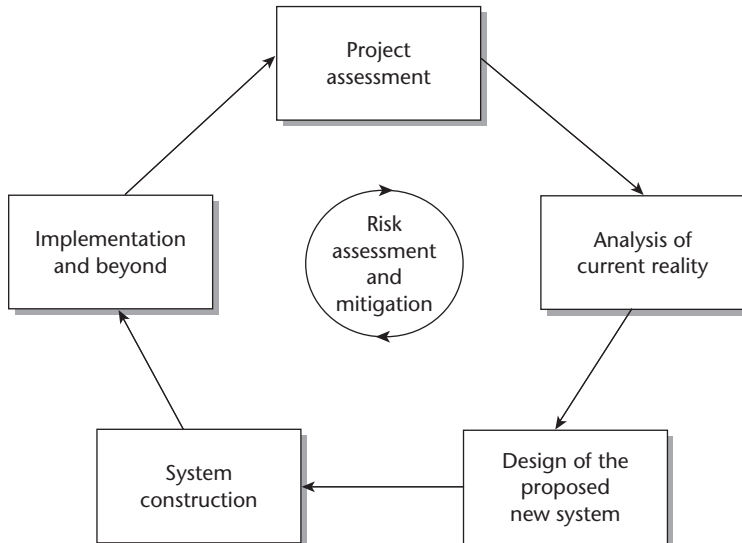 Project
assessment
Implementation
and beyond
Risk
assessment
and
mitigation
Analysis of
current reality
System
construction
Design of the
proposed
new system